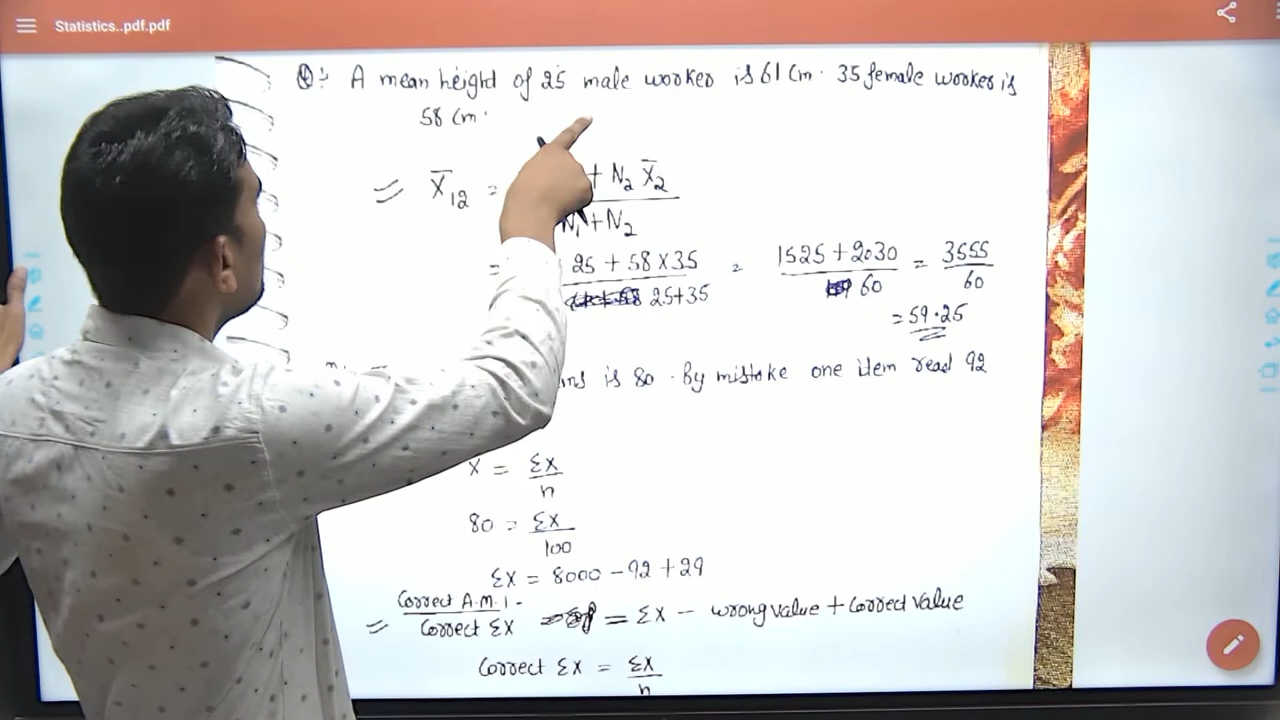 Statistics..pdf.pdf
Q:- A mean height of 25 male worker is 61 Cm. 35 female worker is
58 Cm.
⇒ X̄12 = + N2 X̄2
N1+N2
= 25 + 58×35 = 1525 + 2030 = 3555
25+35 60 60
= 59.25
is 80. By mistake one item read 92
X = ΣX
n
80 = ΣX
100
ΣX = 8000 - 92 + 29
Correct A.M.
Correct ΣX = ΣX - wrong value + Correct value
Correct ΣX = ΣX
n